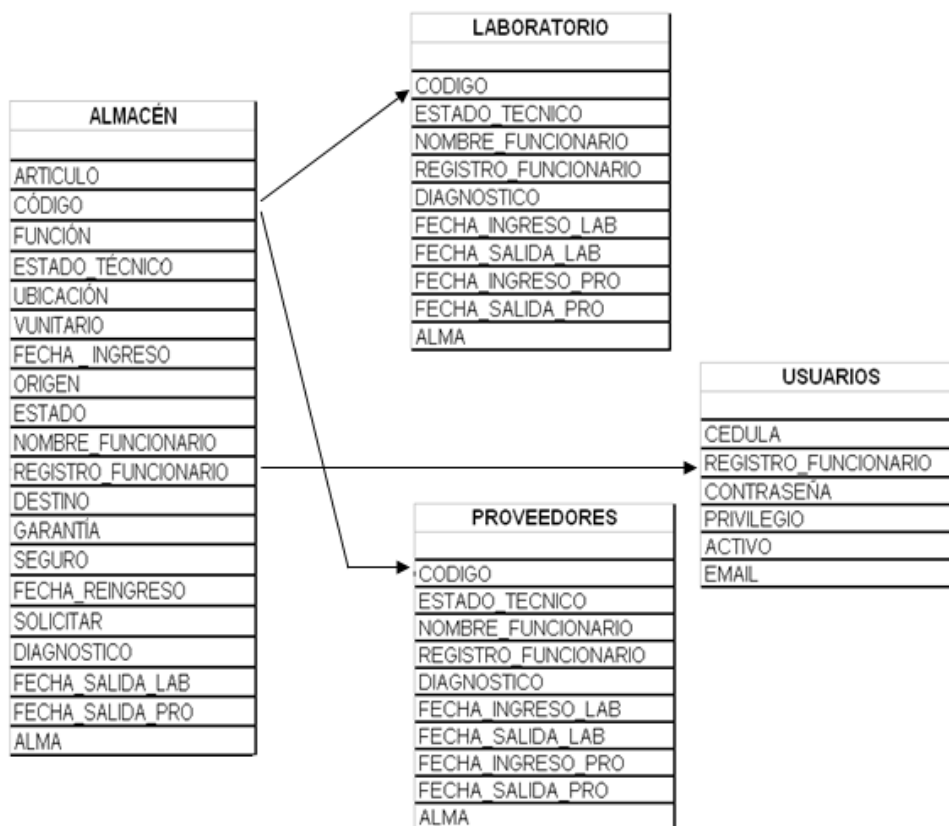 ALMACÉN
ARTICULO
CÓDIGO
FUNCIÓN
ESTADO_TÉCNICO
UBICACIÓN
VUNITARIO
FECHA _ INGRESO
ORIGEN
ESTADO
NOMBRE_FUNCIONARIO
REGISTRO_FUNCIONARIO
DESTINO
GARANTÍA
SEGURO
FECHA_REINGRESO
SOLICITAR
DIAGNOSTICO
FECHA_SALIDA_LAB
FECHA_SALIDA_PRO
ALMA
LABORATORIO
CODIGO
ESTADO_TECNICO
NOMBRE_FUNCIONARIO
REGISTRO_FUNCIONARIO
DIAGNOSTICO
FECHA_INGRESO_LAB
FECHA_SALIDA_LAB
FECHA_INGRESO_PRO
FECHA_SALIDA_PRO
ALMA
USUARIOS
CEDULA
REGISTRO_FUNCIONARIO
CONTRASEÑA
PRIVILEGIO
ACTIVO
EMAIL
PROVEEDORES
CODIGO
ESTADO_TECNICO
NOMBRE_FUNCIONARIO
REGISTRO_FUNCIONARIO
DIAGNOSTICO
FECHA_INGRESO_LAB
FECHA_SALIDA_LAB
FECHA_INGRESO_PRO
FECHA_SALIDA_PRO
ALMA